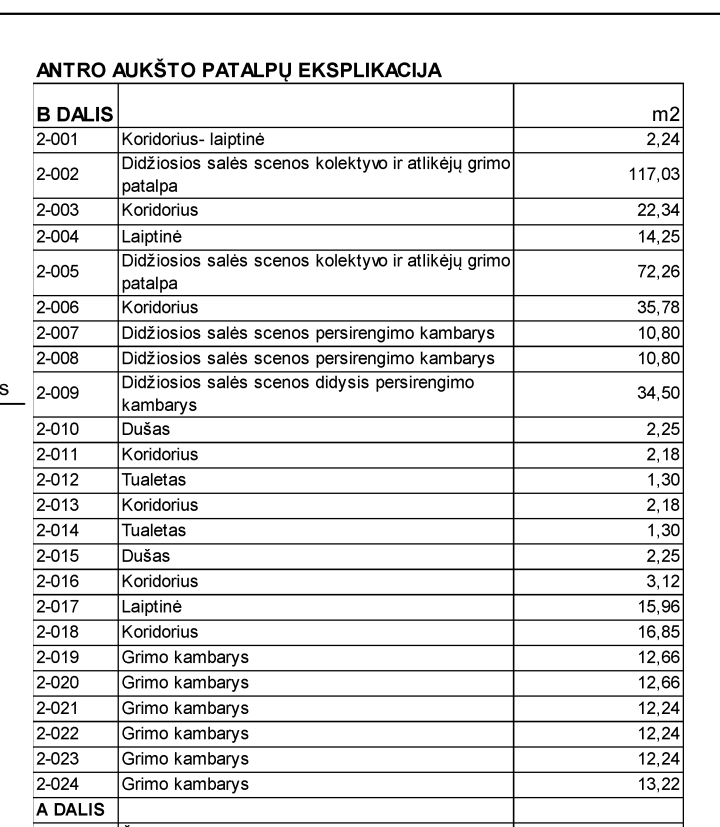 ANTRO AUKŠTO PATALPŲ EKSPLIKACIJA
B DALIS m2
2-001 Koridorius- laiptinė 2,24
2-002 Didžiosios salės scenos kolektyvo ir atlikėjų grimo patalpa 117,03
2-003 Koridorius 22,34
2-004 Laiptinė 14,25
2-005 Didžiosios salės scenos kolektyvo ir atlikėjų grimo patalpa 72,26
2-006 Koridorius 35,78
2-007 Didžiosios salės scenos persirengimo kambarys 10,80
2-008 Didžiosios salės scenos persirengimo kambarys 10,80
s
2-009 Didžiosios salės scenos didysis persirengimo kambarys 34,50
2-010 Dušas 2,25
2-011 Koridorius 2,18
2-012 Tualetas 1,30
2-013 Koridorius 2,18
2-014 Tualetas 1,30
2-015 Dušas 2,25
2-016 Koridorius 3,12
2-017 Laiptinė 15,96
2-018 Koridorius 16,85
2-019 Grimo kambarys 12,66
2-020 Grimo kambarys 12,66
2-021 Grimo kambarys 12,24
2-022 Grimo kambarys 12,24
2-023 Grimo kambarys 12,24
2-024 Grimo kambarys 13,22
A DALIS